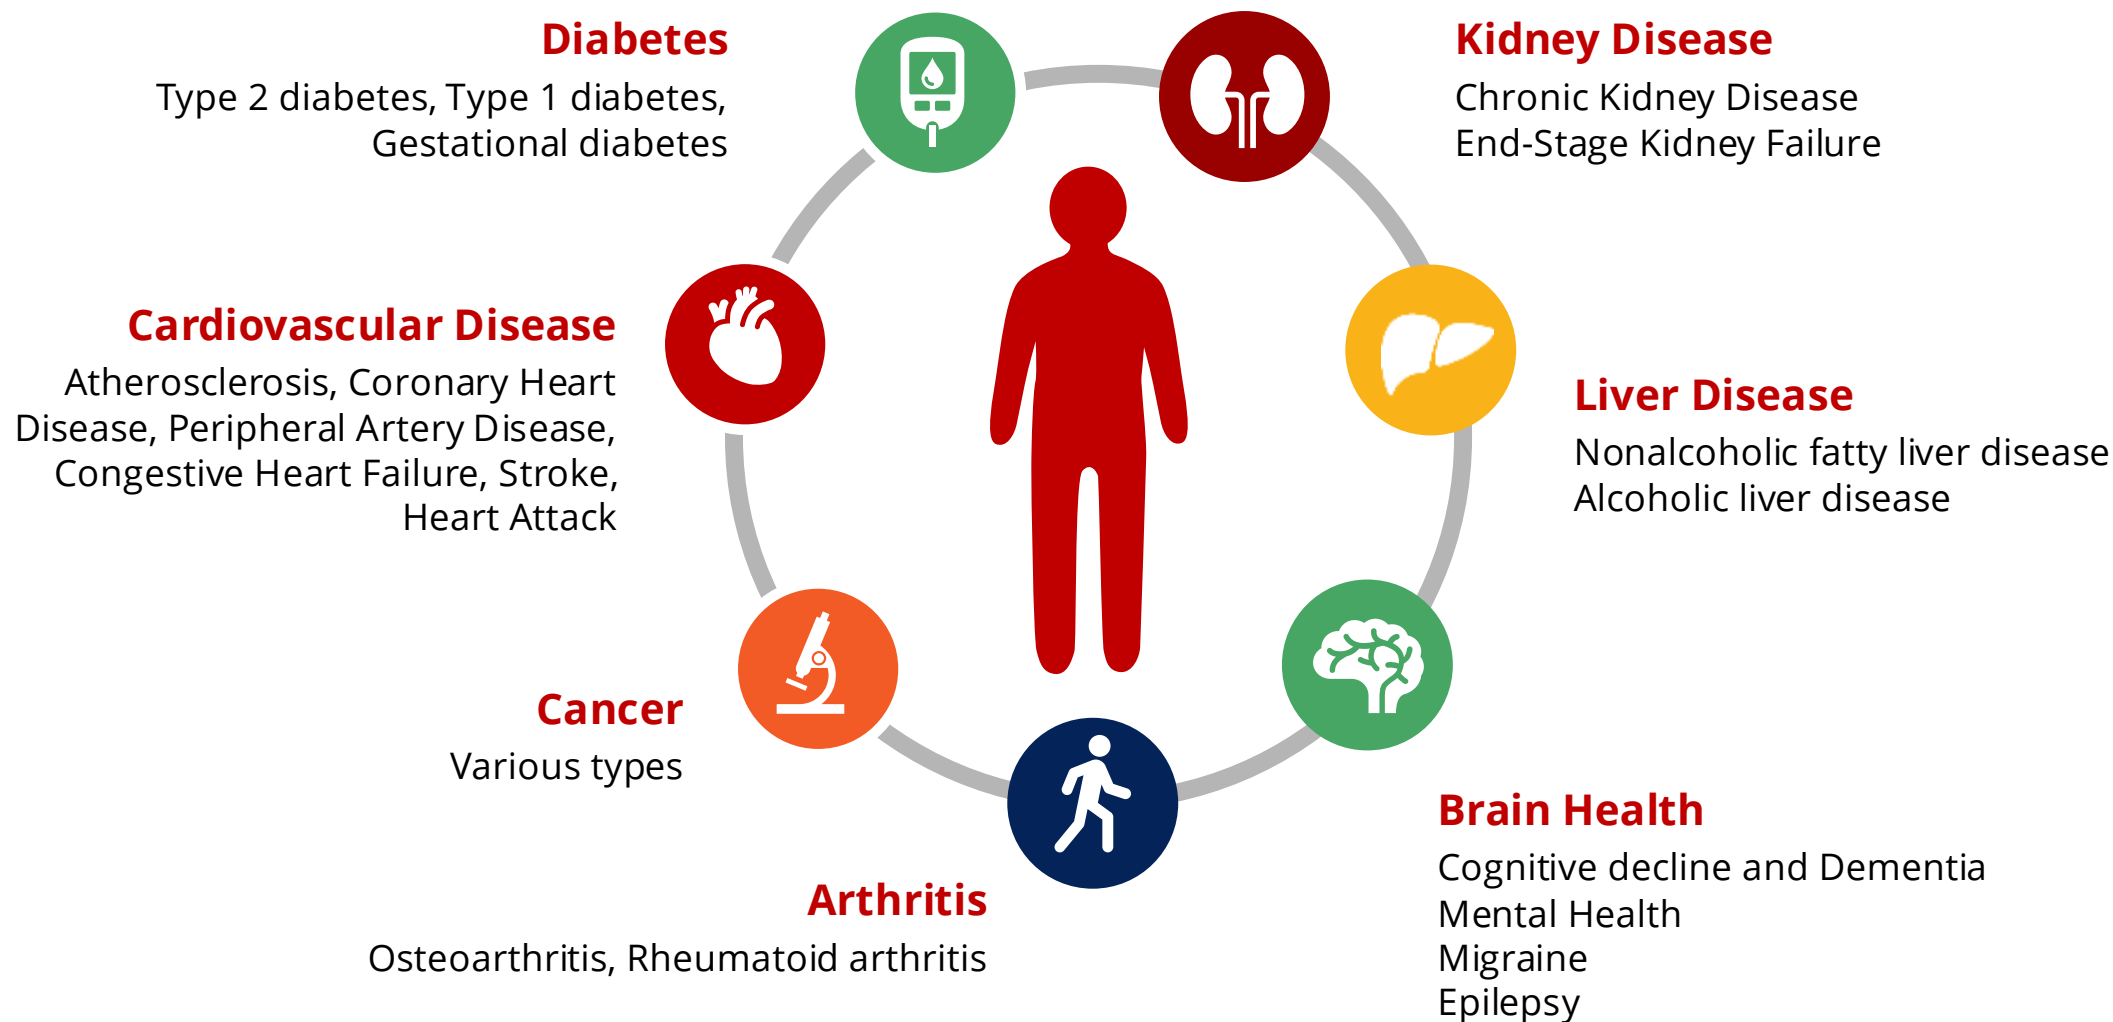 Diabetes
Type 2 diabetes, Type 1 diabetes,
Gestational diabetes
Kidney Disease
Chronic Kidney Disease
End-Stage Kidney Failure
Cardiovascular Disease
Atherosclerosis, Coronary Heart
Disease, Peripheral Artery Disease,
Congestive Heart Failure, Stroke,
Heart Attack
Liver Disease
Nonalcoholic fatty liver disease
Alcoholic liver disease
Cancer
Various types
Brain Health
Cognitive decline and Dementia
Mental Health
Migraine
Epilepsy
Arthritis
Osteoarthritis, Rheumatoid arthritis